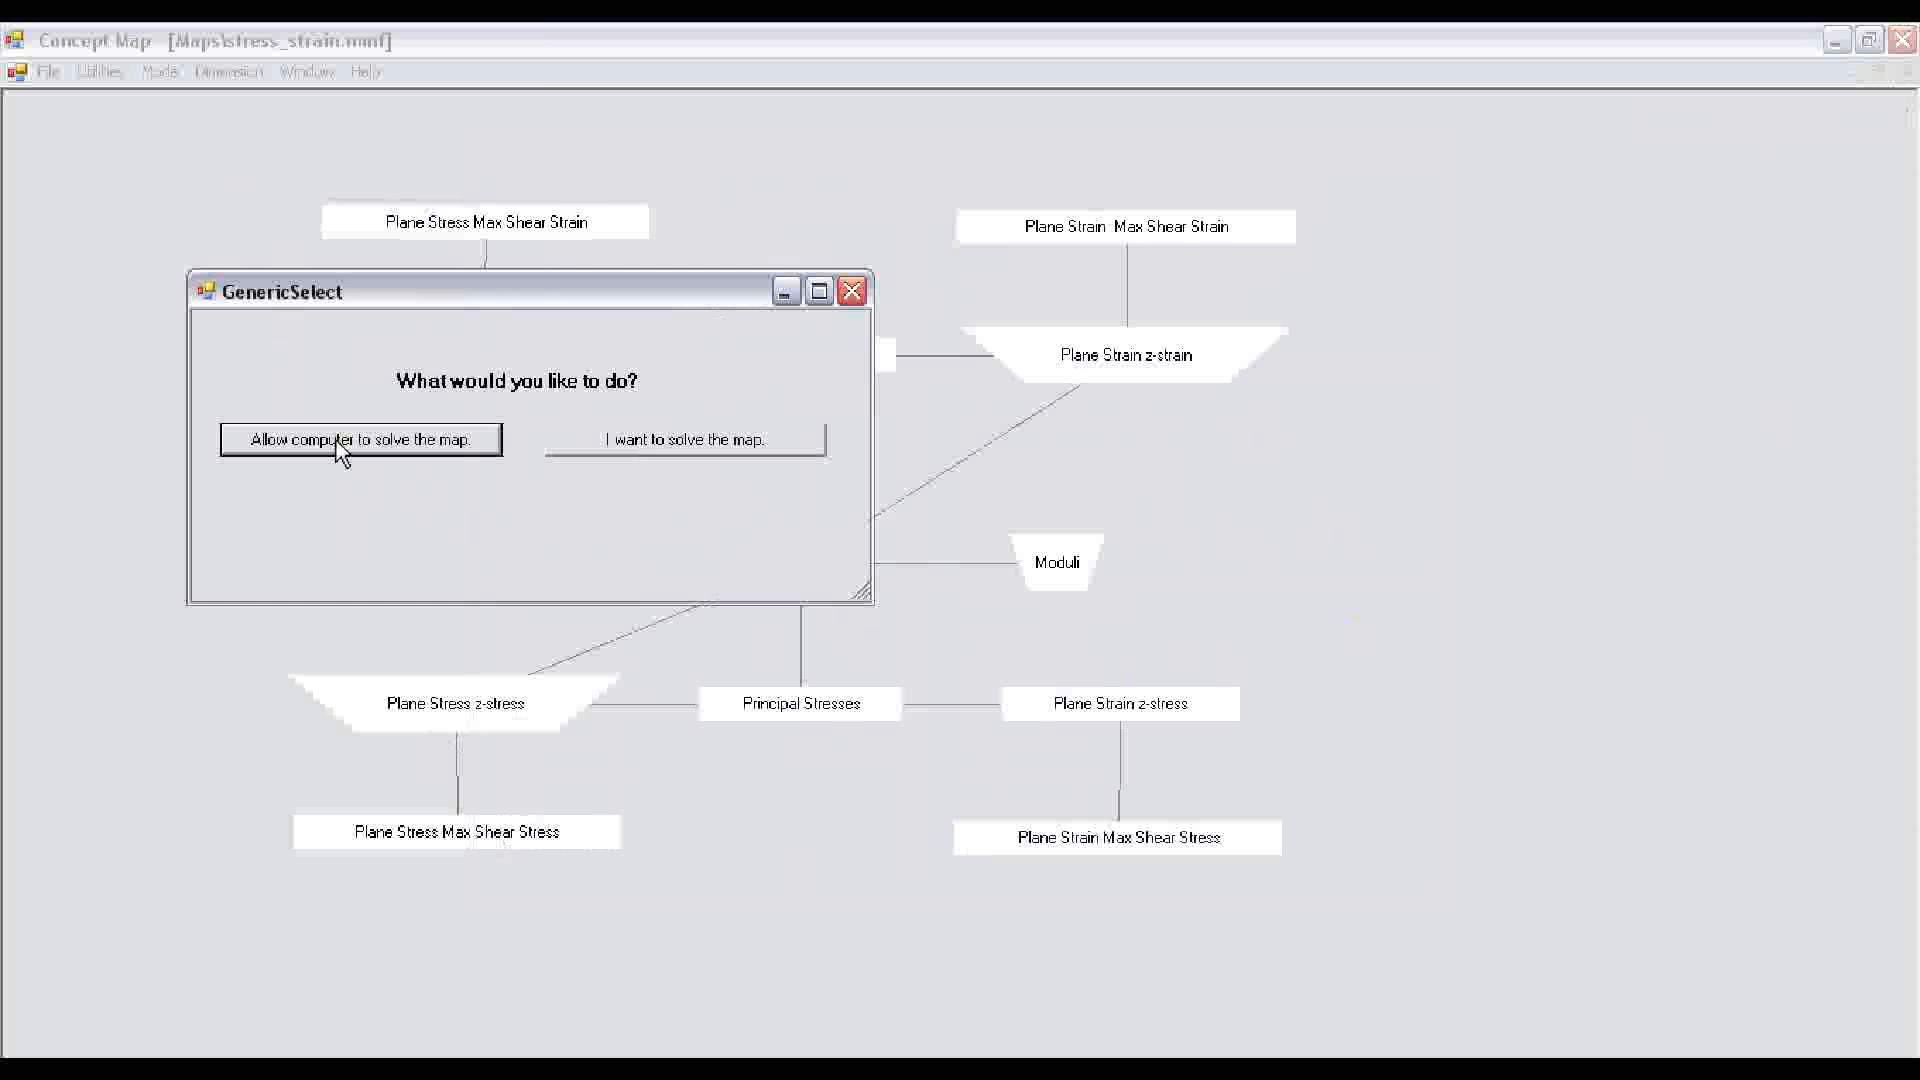 Concept Map [Maps\stress_strain.mmf]
File Utilities Mode Dimension Window Help
Plane Stress Max Shear Strain
Plane Strain Max Shear Strain
GenericSelect
Plane Strain z-strain
What would you like to do?
Allow computer to solve the map.
I want to solve the map.
Moduli
Plane Stress z-stress
Principal Stresses
Plane Strain z-stress
Plane Stress Max Shear Stress
Plane Strain Max Shear Stress